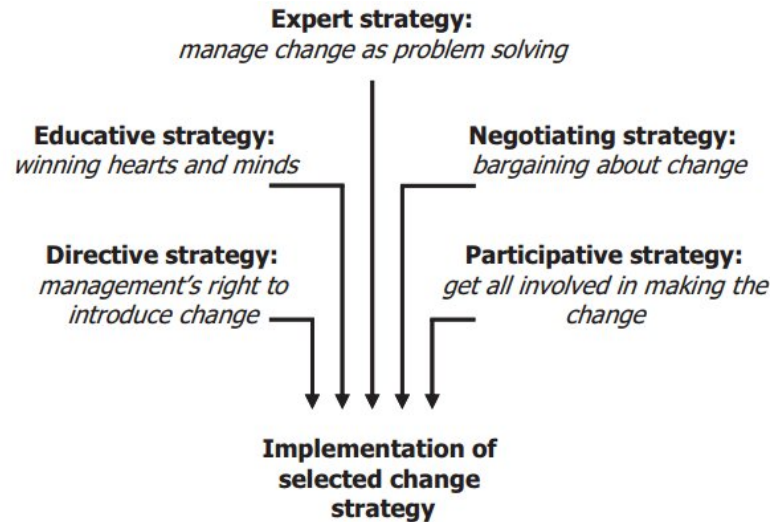 Expert strategy:
manage change as problem solving
Educative strategy:
winning hearts and minds
Negotiating strategy:
bargaining about change
Directive strategy:
management’s right to
introduce change
Participative strategy:
get all involved in making the
change
Implementation of
selected change
strategy